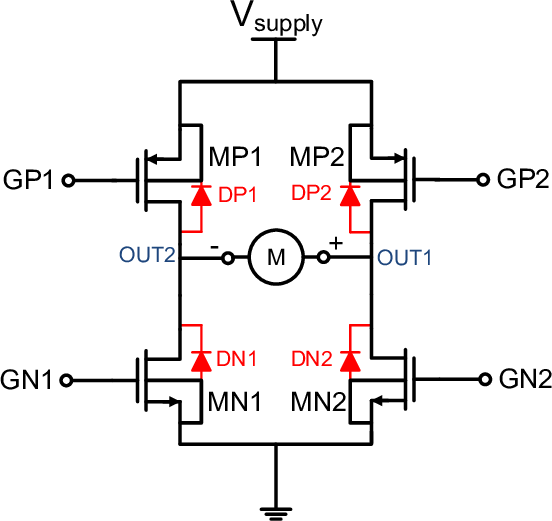 Vsupply
MP1 MP2
GP1 GP2
DP1 DP2
- +
OUT2 M OUT1
DN1 DN2
GN1 GN2
MN1 MN2